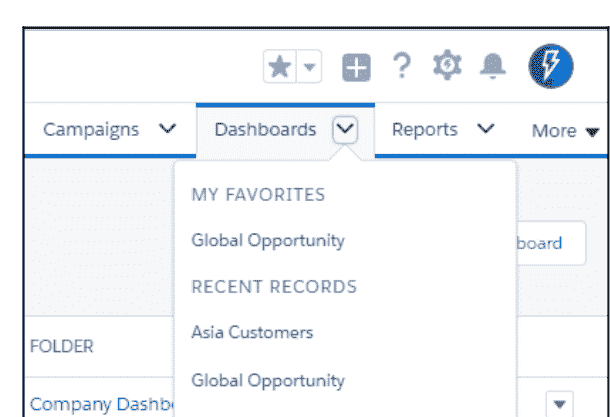 ?
Campaigns Dashboards Reports More
MY FAVORITES
Global Opportunity
board
RECENT RECORDS
Asia Customers
FOLDER
Global Opportunity
Company Dashb